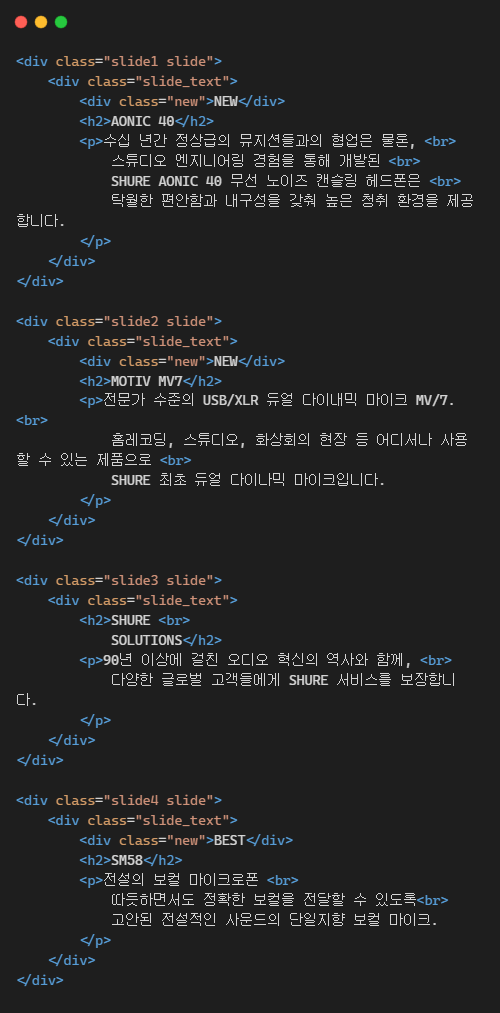 <div class="slide1 slide">
    <div class="slide_text">
        <div class="new">NEW</div>
        <h2>AONIC 40</h2>
        <p>수십 년간 정상급의 뮤지션들과의 협업은 물론, <br>
            스튜디오 엔지니어링 경험을 통해 개발된 <br>
            SHURE AONIC 40 무선 노이즈 캔슬링 헤드폰은 <br>
            탁월한 편안함과 내구성을 갖춰 높은 청취 환경을 제공
합니다.
        </p>
    </div>
</div>

<div class="slide2 slide">
    <div class="slide_text">
        <div class="new">NEW</div>
        <h2>MOTIV MV7</h2>
        <p>전문가 수준의 USB/XLR 듀얼 다이내믹 마이크 MV/7.
<br>
            홈레코딩, 스튜디오, 화상회의 현장 등 어디서나 사용
할 수 있는 제품으로 <br>
            SHURE 최초 듀얼 다이나믹 마이크입니다.
        </p>
    </div>
</div>

<div class="slide3 slide">
    <div class="slide_text">
        <h2>SHURE <br>
            SOLUTIONS</h2>
        <p>90년 이상에 걸친 오디오 혁신의 역사와 함께, <br>
            다양한 글로벌 고객들에게 SHURE 서비스를 보장합니
다.
        </p>
    </div>
</div>

<div class="slide4 slide">
    <div class="slide_text">
        <div class="new">BEST</div>
        <h2>SM58</h2>
        <p>전설의 보컬 마이크로폰 <br>
            따듯하면서도 정확한 보컬을 전달할 수 있도록<br>
            고안된 전설적인 사운드의 단일지향 보컬 마이크.
        </p>
    </div>
</div>